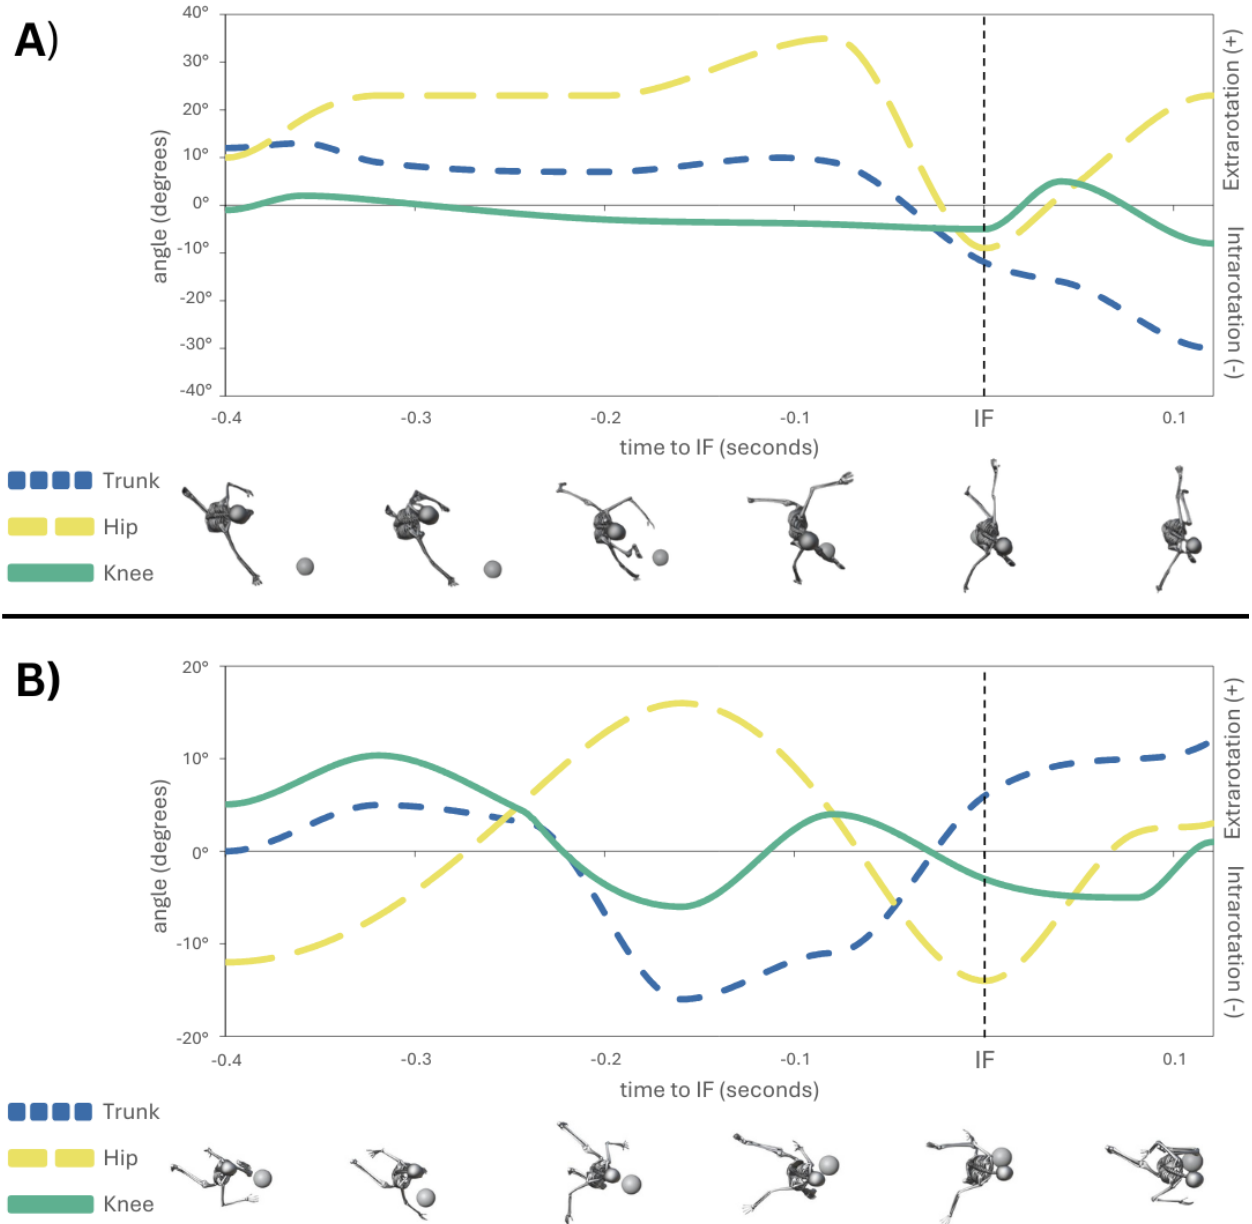 A)
40°
30°
20°
10°
0°
-10°
-20°
-30°
-40°
angle (degrees)
Extrarotation (+)
Intrarotation (-)
-0.4 -0.3 -0.2 -0.1 IF 0.1
time to IF (seconds)
Trunk
Hip
Knee
B)
20°
10°
0°
-10°
-20°
angle (degrees)
Extrarotation (+)
Intrarotation (-)
-0.4 -0.3 -0.2 -0.1 IF 0.1
time to IF (seconds)
Trunk
Hip
Knee